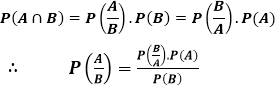 P(A ∩ B) = P(A/B).P(B) = P(B/A).P(A)
∴ P(A/B) = P(B/A).P(A) / P(B)